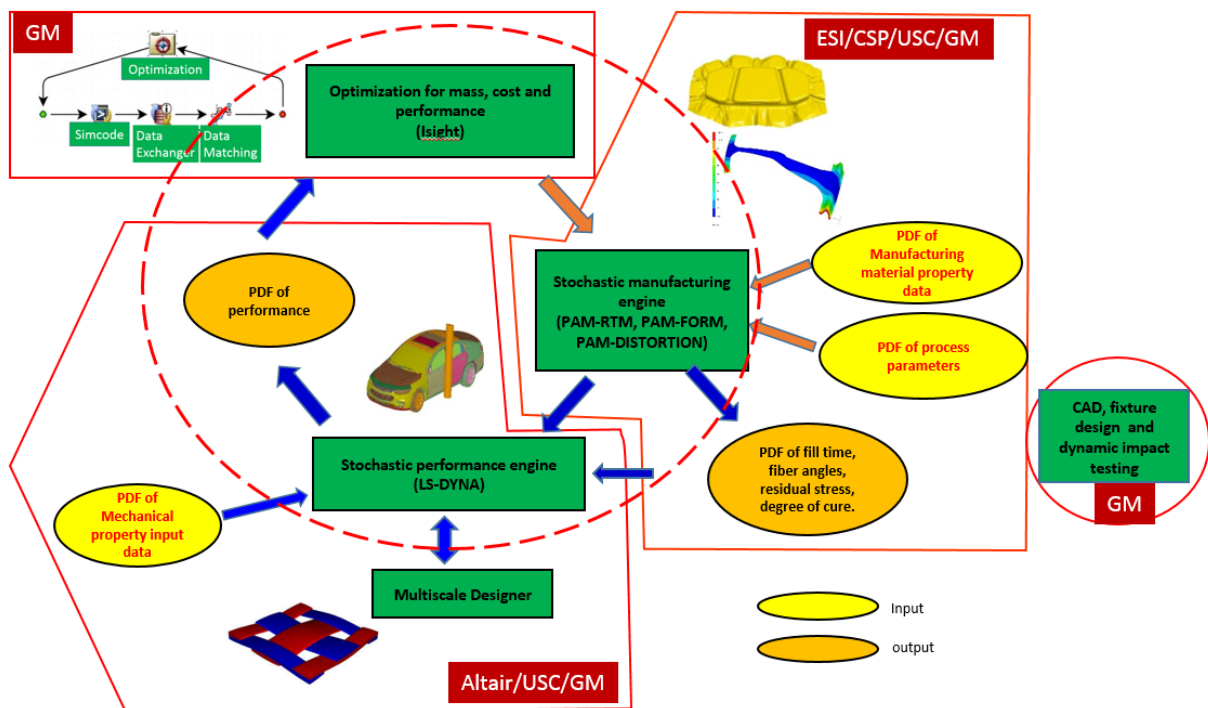 GM
Optimization
Simcode
Data
Exchanger
Data
Matching
Optimization for mass, cost and
performance
(Isight)
ESI/CSP/USC/GM
PDF of
Manufacturing
material property
data
PDF of process
parameters
Stochastic manufacturing
engine
(PAM-RTM, PAM-FORM,
PAM-DISTORTION)
PDF of
performance
CAD, fixture
design and
dynamic impact
testing
GM
Stochastic performance engine
(LS-DYNA)
PDF of fill time,
fiber angles,
residual stress,
degree of cure.
PDF of
Mechanical
property input
data
Multiscale Designer
Altair/USC/GM
Input
output